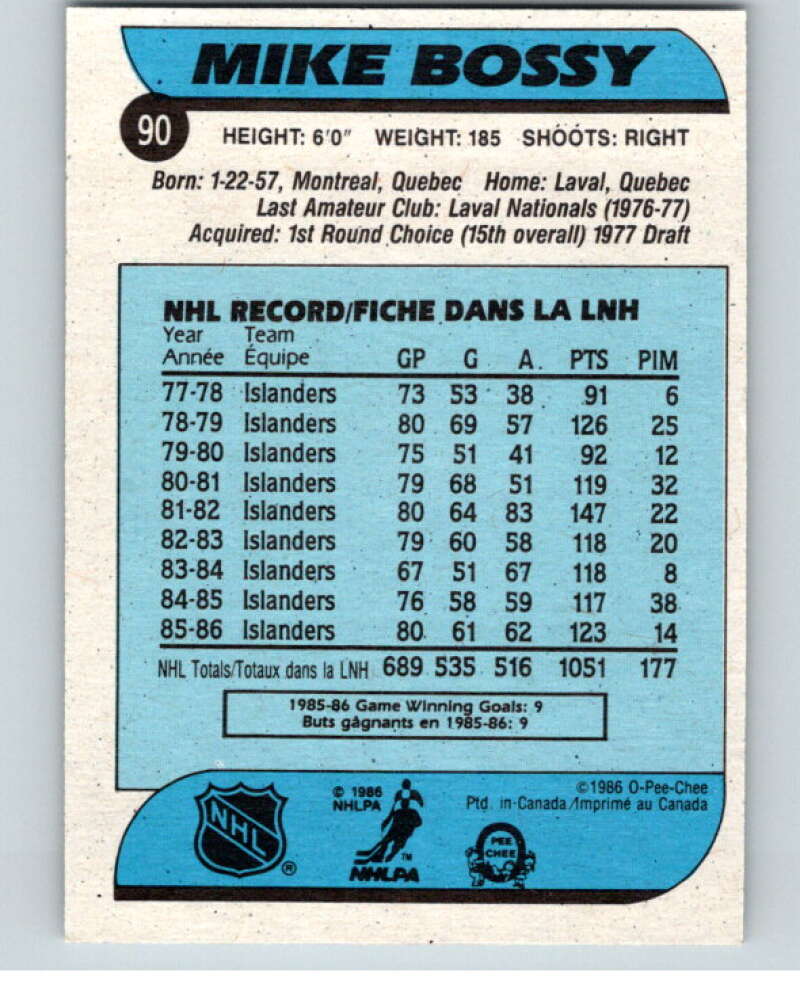 MIKE BOSSY
90
HEIGHT: 6'0" WEIGHT: 185 SHOOTS: RIGHT
Born: 1-22-57, Montreal, Quebec Home: Laval, Quebec
Last Amateur Club: Laval Nationals (1976-77)
Acquired: 1st Round Choice (15th overall) 1977 Draft
NHL RECORD/FICHE DANS LA LNH
Year Team
Année Équipe GP G A. PTS PIM
77-78 Islanders 73 53 38 91 6
78-79 Islanders 80 69 57 126 25
79-80 Islanders 75 51 41 92 12
80-81 Islanders 79 68 51 119 32
81-82 Islanders 80 64 83 147 22
82-83 Islanders 79 60 58 118 20
83-84 Islanders 67 51 67 118 8
84-85 Islanders 76 58 59 117 38
85-86 Islanders 80 61 62 123 14
NHL Totals/Totaux dans la LNH 689 535 516 1051 177
1985-86 Game Winning Goals: 9
Buts gâgnants en 1985-86: 9
NHL ®
© 1986
NHLPA
TM
NHLPA
©1986 O-Pee-Chee
Ptd. in-Canada/Imprimé au Canada
PEE
CHEE